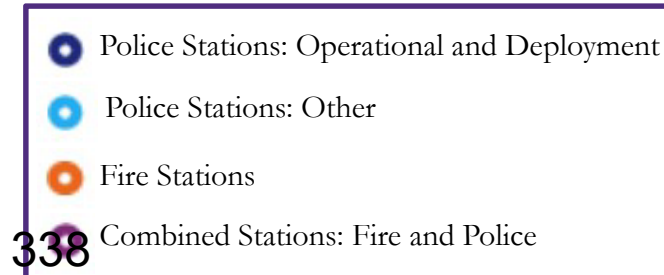 Police Stations: Operational and Deployment
Police Stations: Other
Fire Stations
Combined Stations: Fire and Police
338